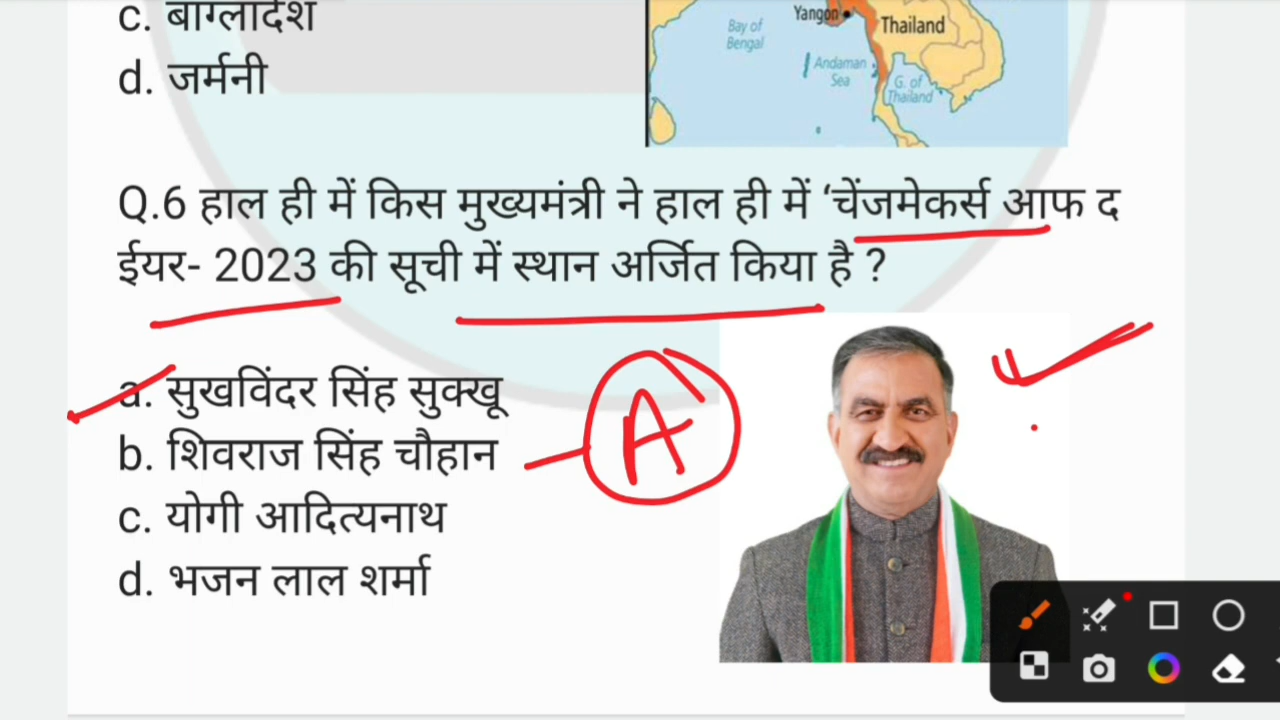 c. बांग्लादेश
d. जर्मनी
Bay of
Bengal
Yangon
Thailand
Andaman
Sea
G. of
Thailand
Q.6 हाल ही में किस मुख्यमंत्री ने हाल ही में ‘चेंजमेकर्स आफ द
ईयर- 2023 की सूची में स्थान अर्जित किया है ?
a. सुखविंदर सिंह सुक्खू
b. शिवराज सिंह चौहान
c. योगी आदित्यनाथ
d. भजन लाल शर्मा
A